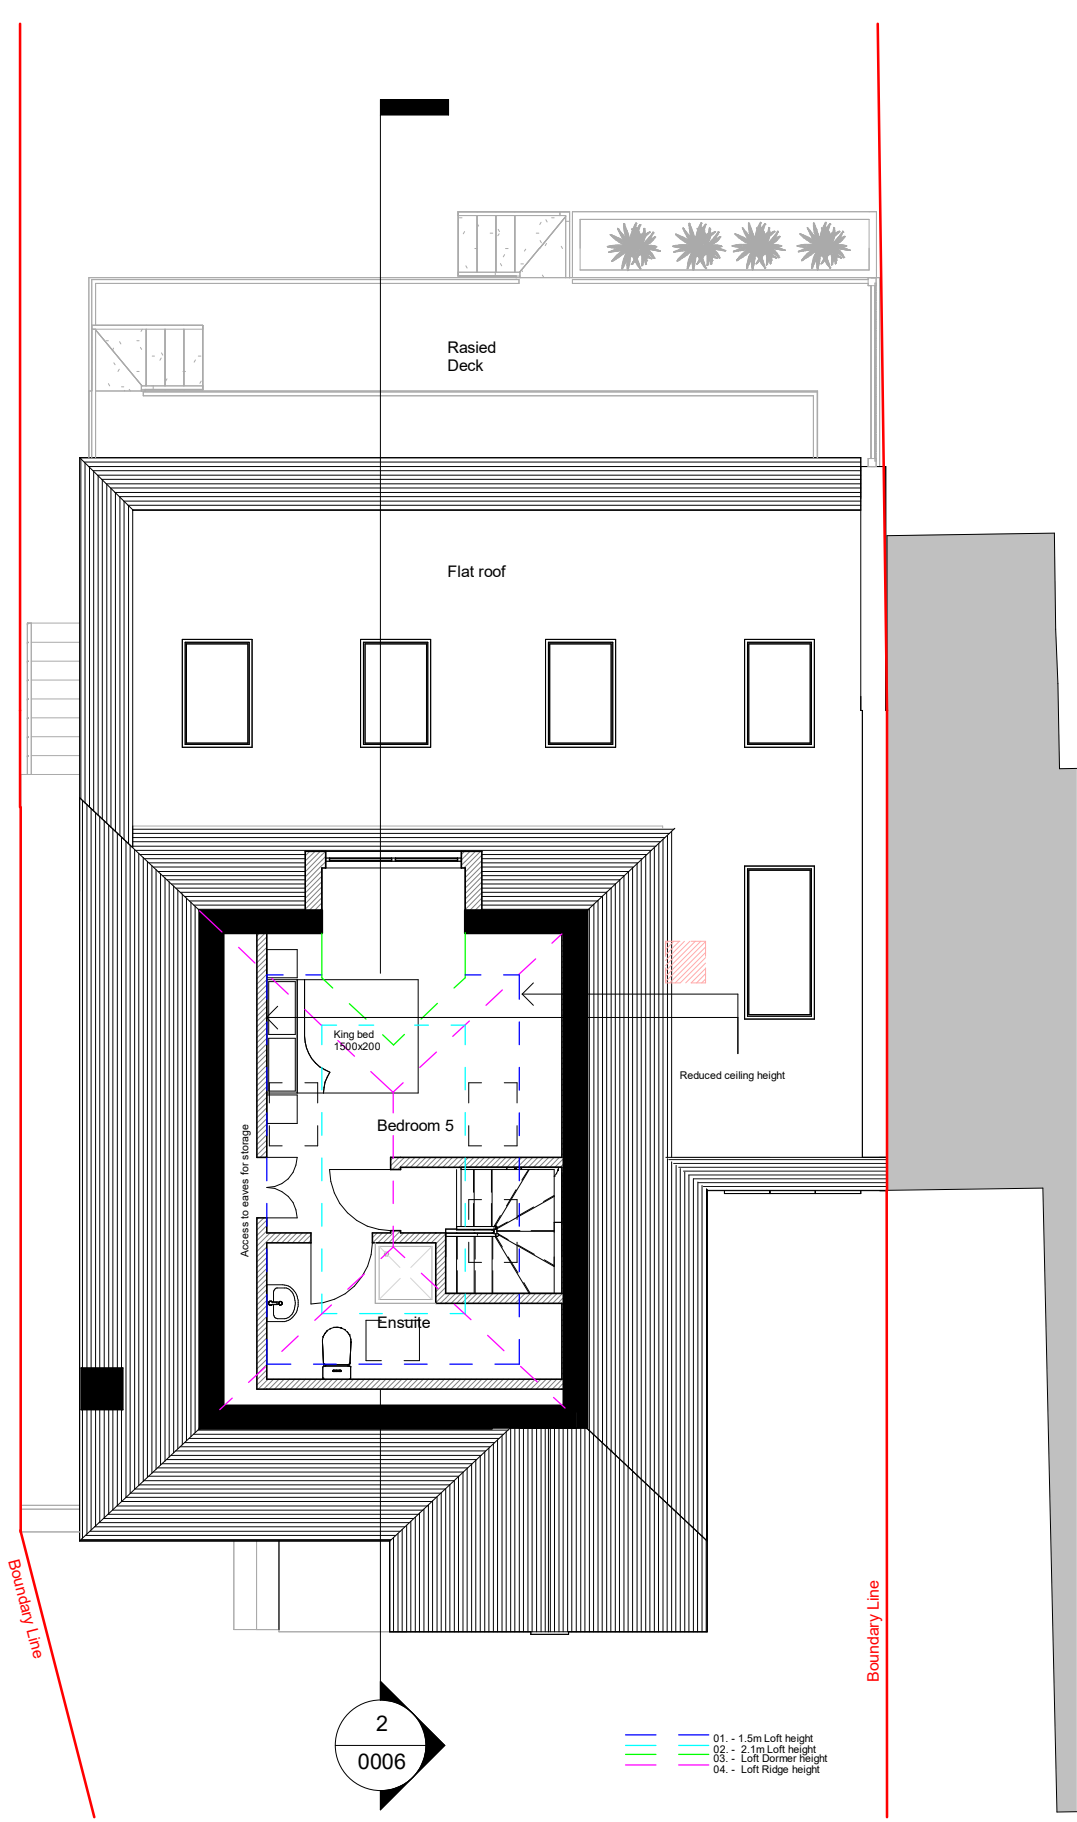 Rasied
Deck
Flat roof
King bed
1500x200
Reduced ceiling height
Bedroom 5
Access to eaves for storage
Ensuite
Boundary Line
Boundary Line
2
0006
01. - 1.5m Loft height
02. - 2.1m Loft height
03. - Loft Dormer height
04. - Loft Ridge height